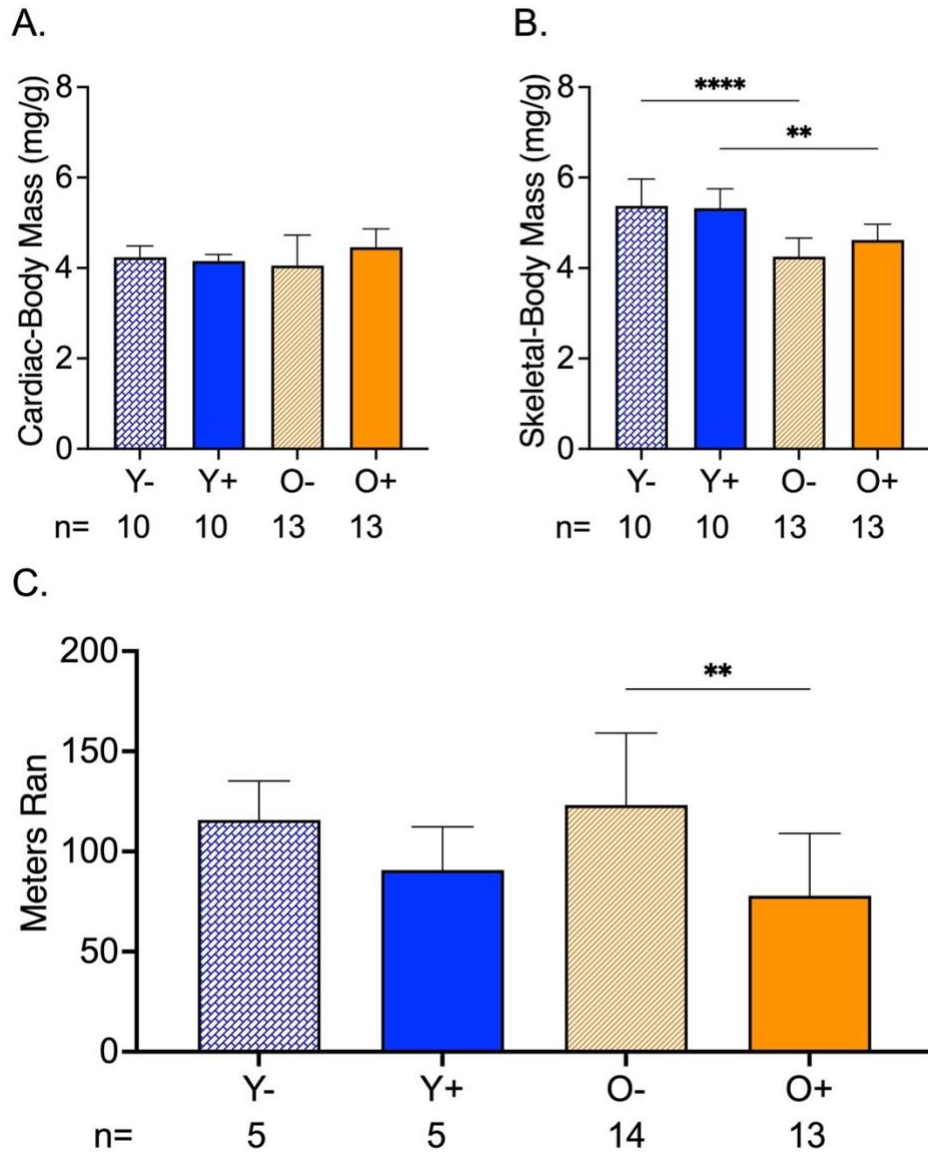 A.
Cardiac-Body Mass (mg/g)
8
6
4
2
0
Y- Y+ O- O+
n= 10 10 13 13
B.
Skeletal-Body Mass (mg/g)
8
6
4
2
0
****
**
Y- Y+ O- O+
n= 10 10 13 13
C.
Meters Ran
200
150
100
50
0
**
Y- Y+ O- O+
n= 5 5 14 13